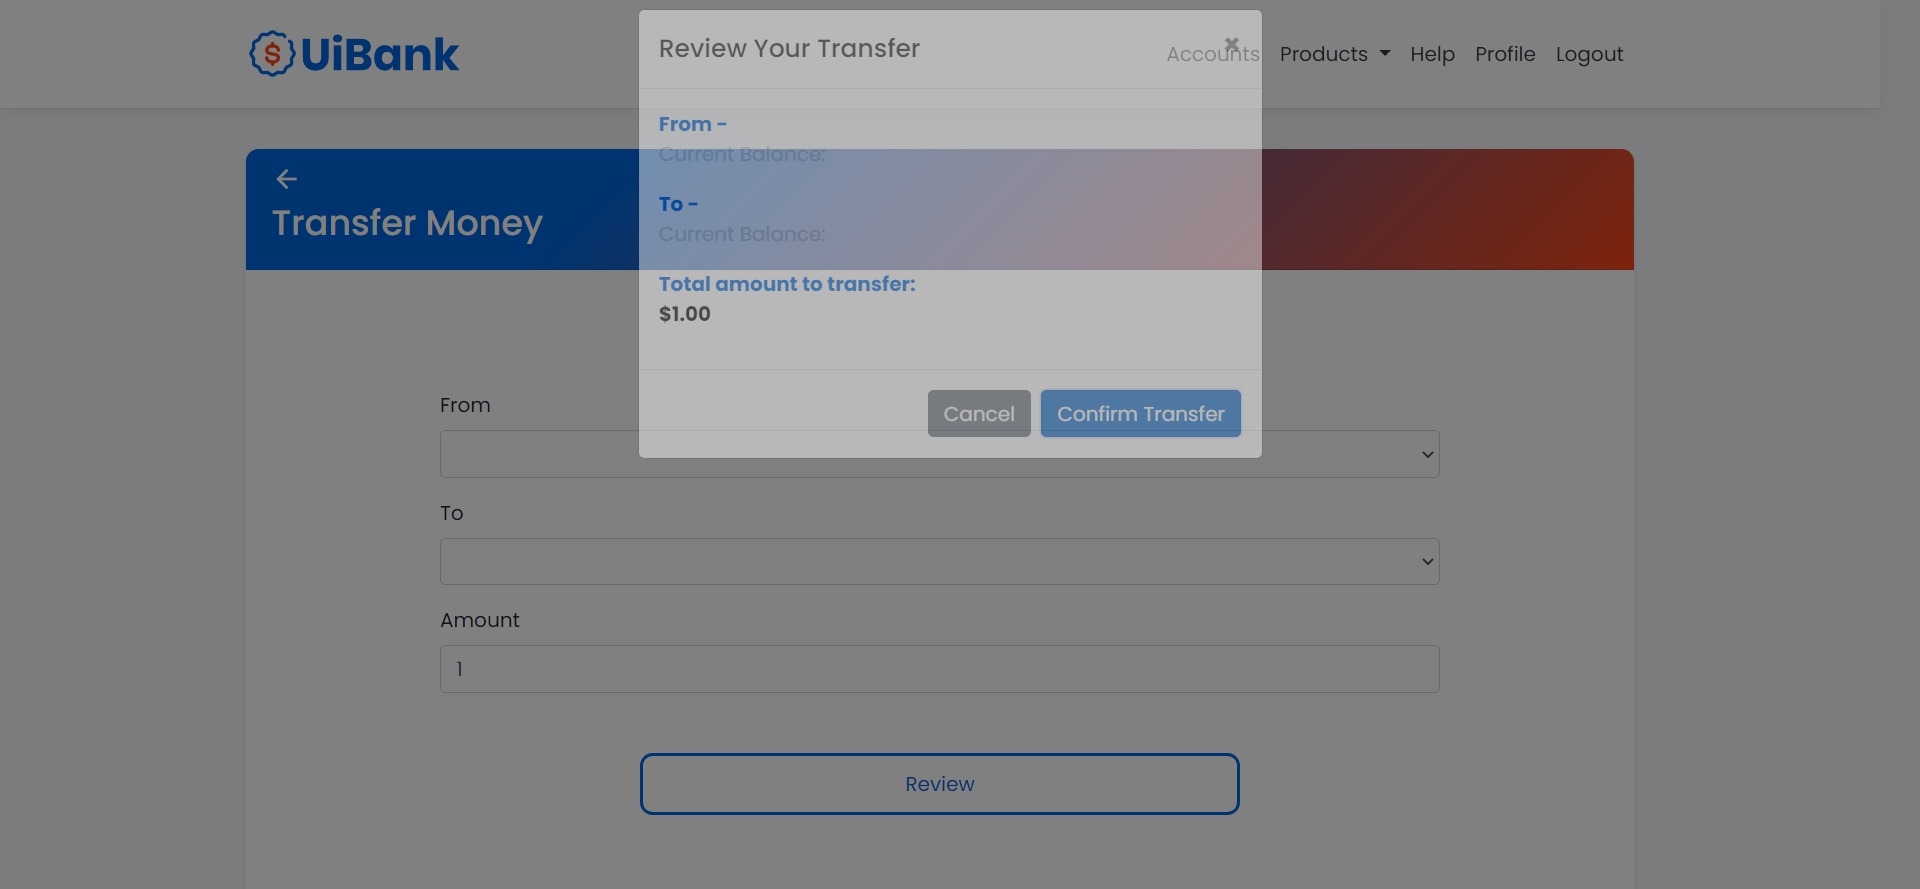 UiBank
Accounts
Products
Help
Profile
Logout
Review Your Transfer
×
From -
Current Balance:
To -
Current Balance:
Total amount to transfer:
$1.00
Cancel
Confirm Transfer
Transfer Money
From
To
Amount
1
Review